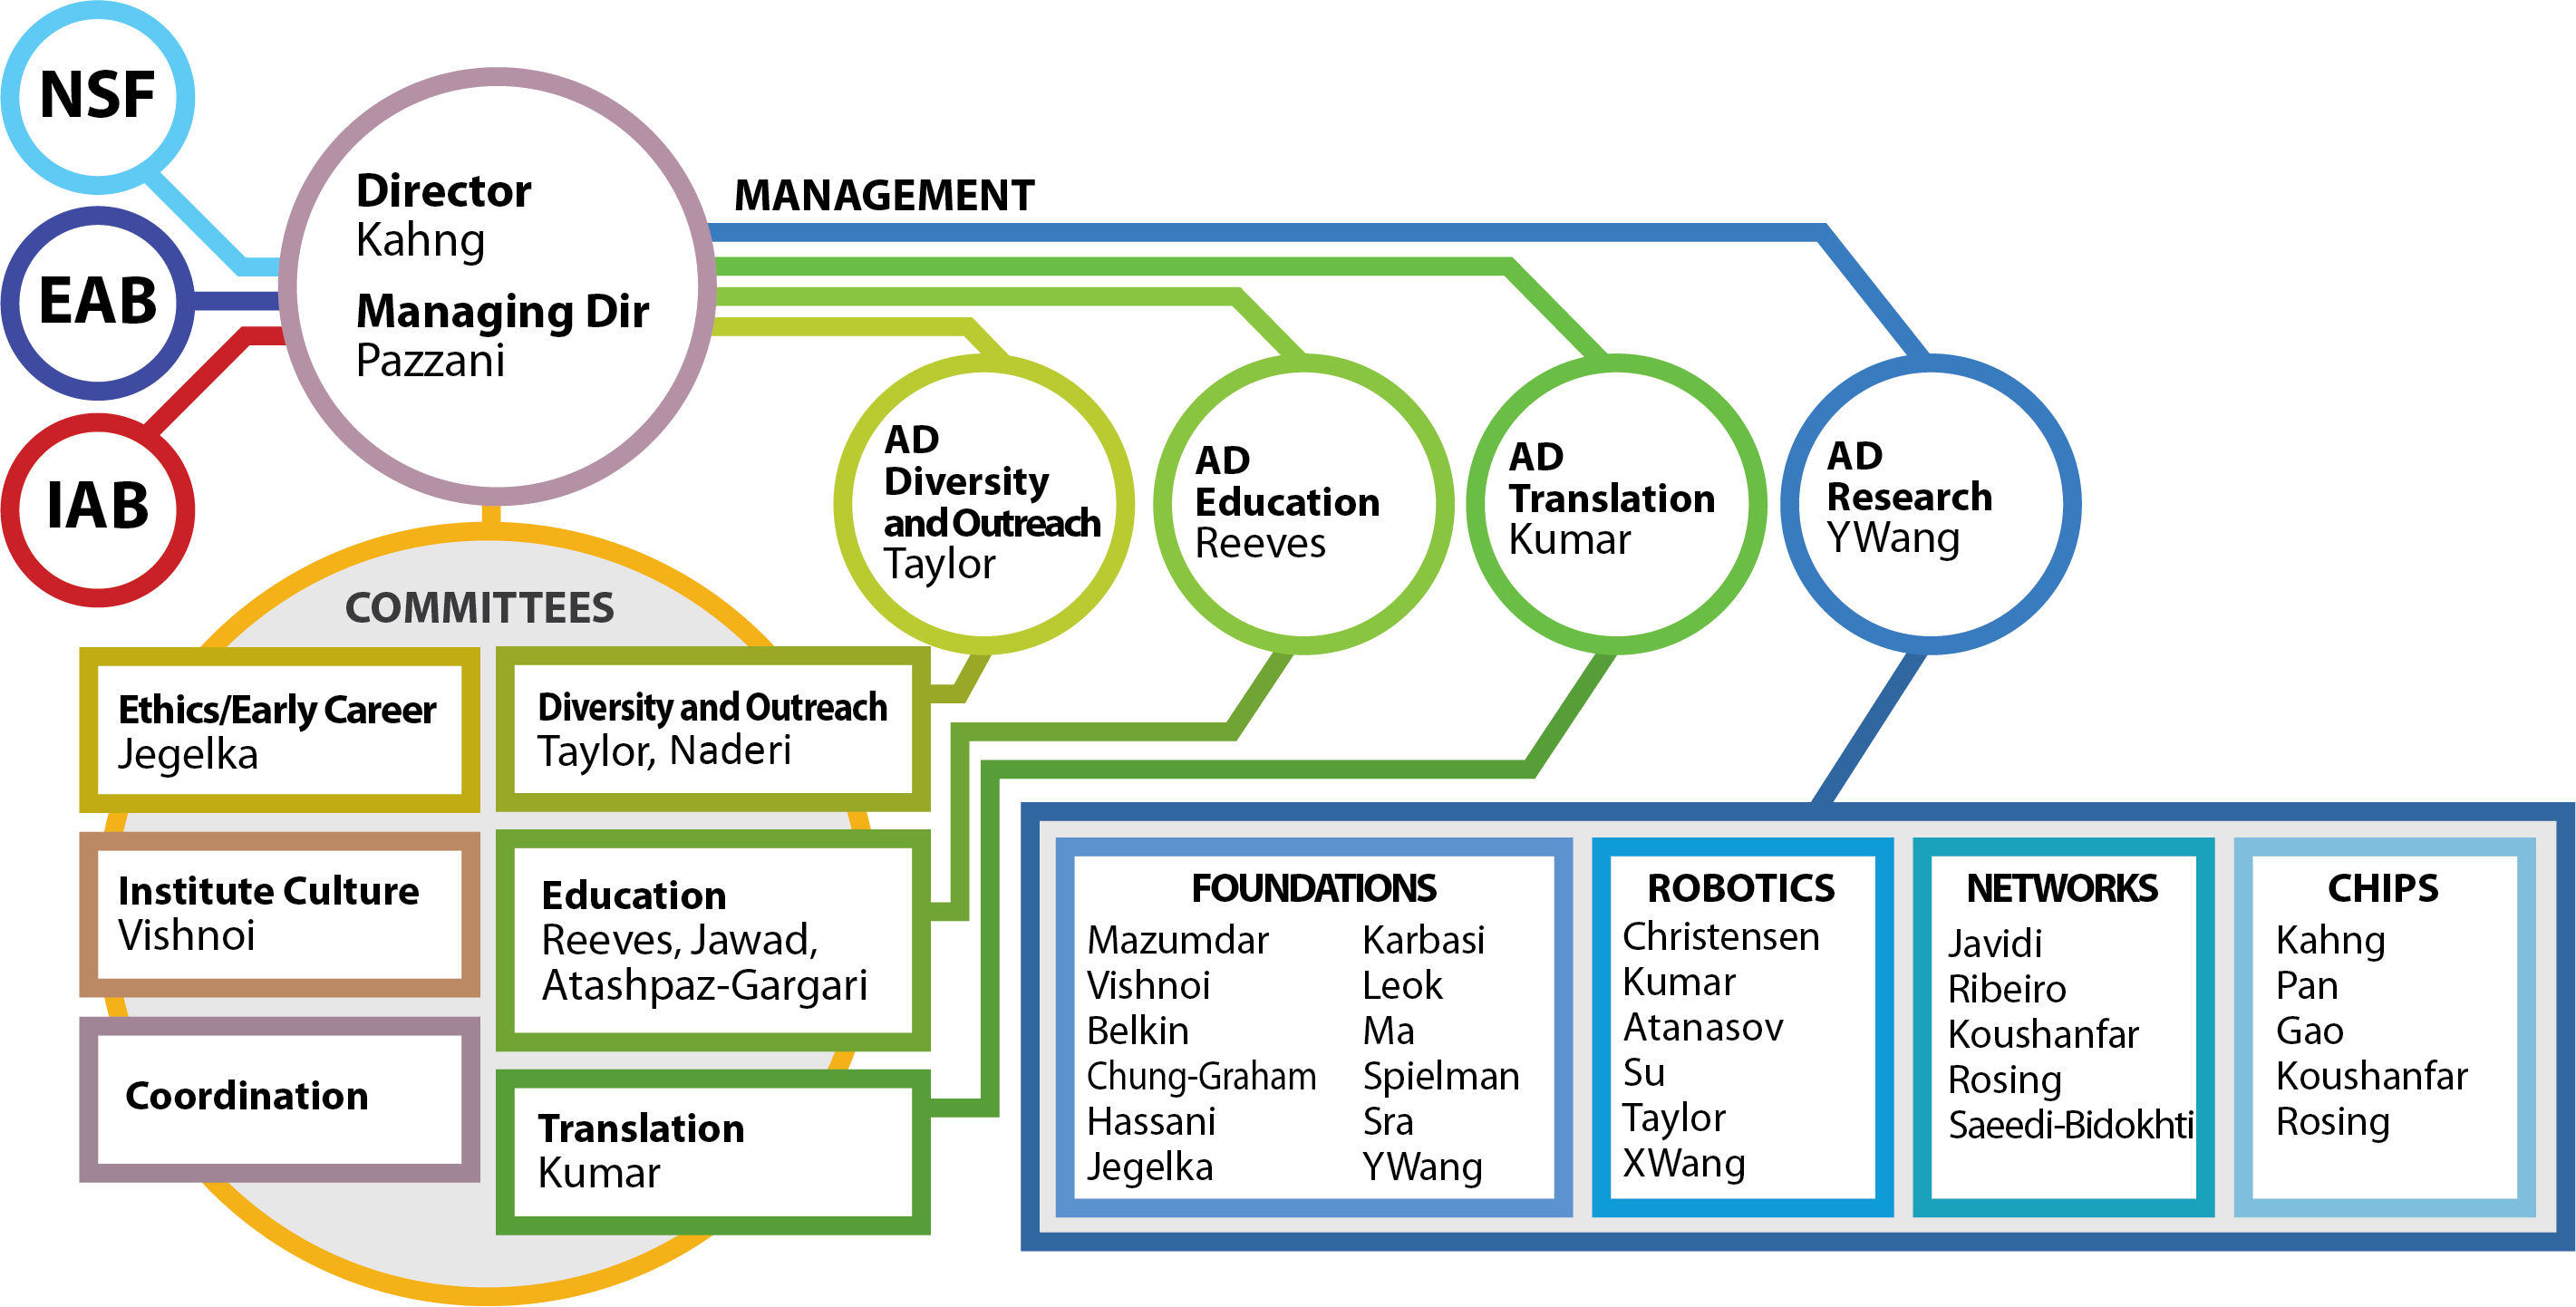 NSF
EAB
IAB
Director
Kahng
Managing Dir
Pazzani
MANAGEMENT
AD
Diversity
and Outreach
Taylor
AD
Education
Reeves
AD
Translation
Kumar
AD
Research
YWang
COMMITTEES
Ethics/Early Career
Jegelka
Diversity and Outreach
Taylor, Naderi
Institute Culture
Vishnoi
Education
Reeves, Jawad,
Atashpaz-Gargari
Coordination
Translation
Kumar
FOUNDATIONS
Mazumdar
Vishnoi
Belkin
Chung-Graham
Hassani
Jegelka
Karbasi
Leok
Ma
Spielman
Sra
YWang
ROBOTICS
Christensen
Kumar
Atanasov
Su
Taylor
XWang
NETWORKS
Javidi
Ribeiro
Koushanfar
Rosing
Saeedi-Bidokhti
CHIPS
Kahng
Pan
Gao
Koushanfar
Rosing